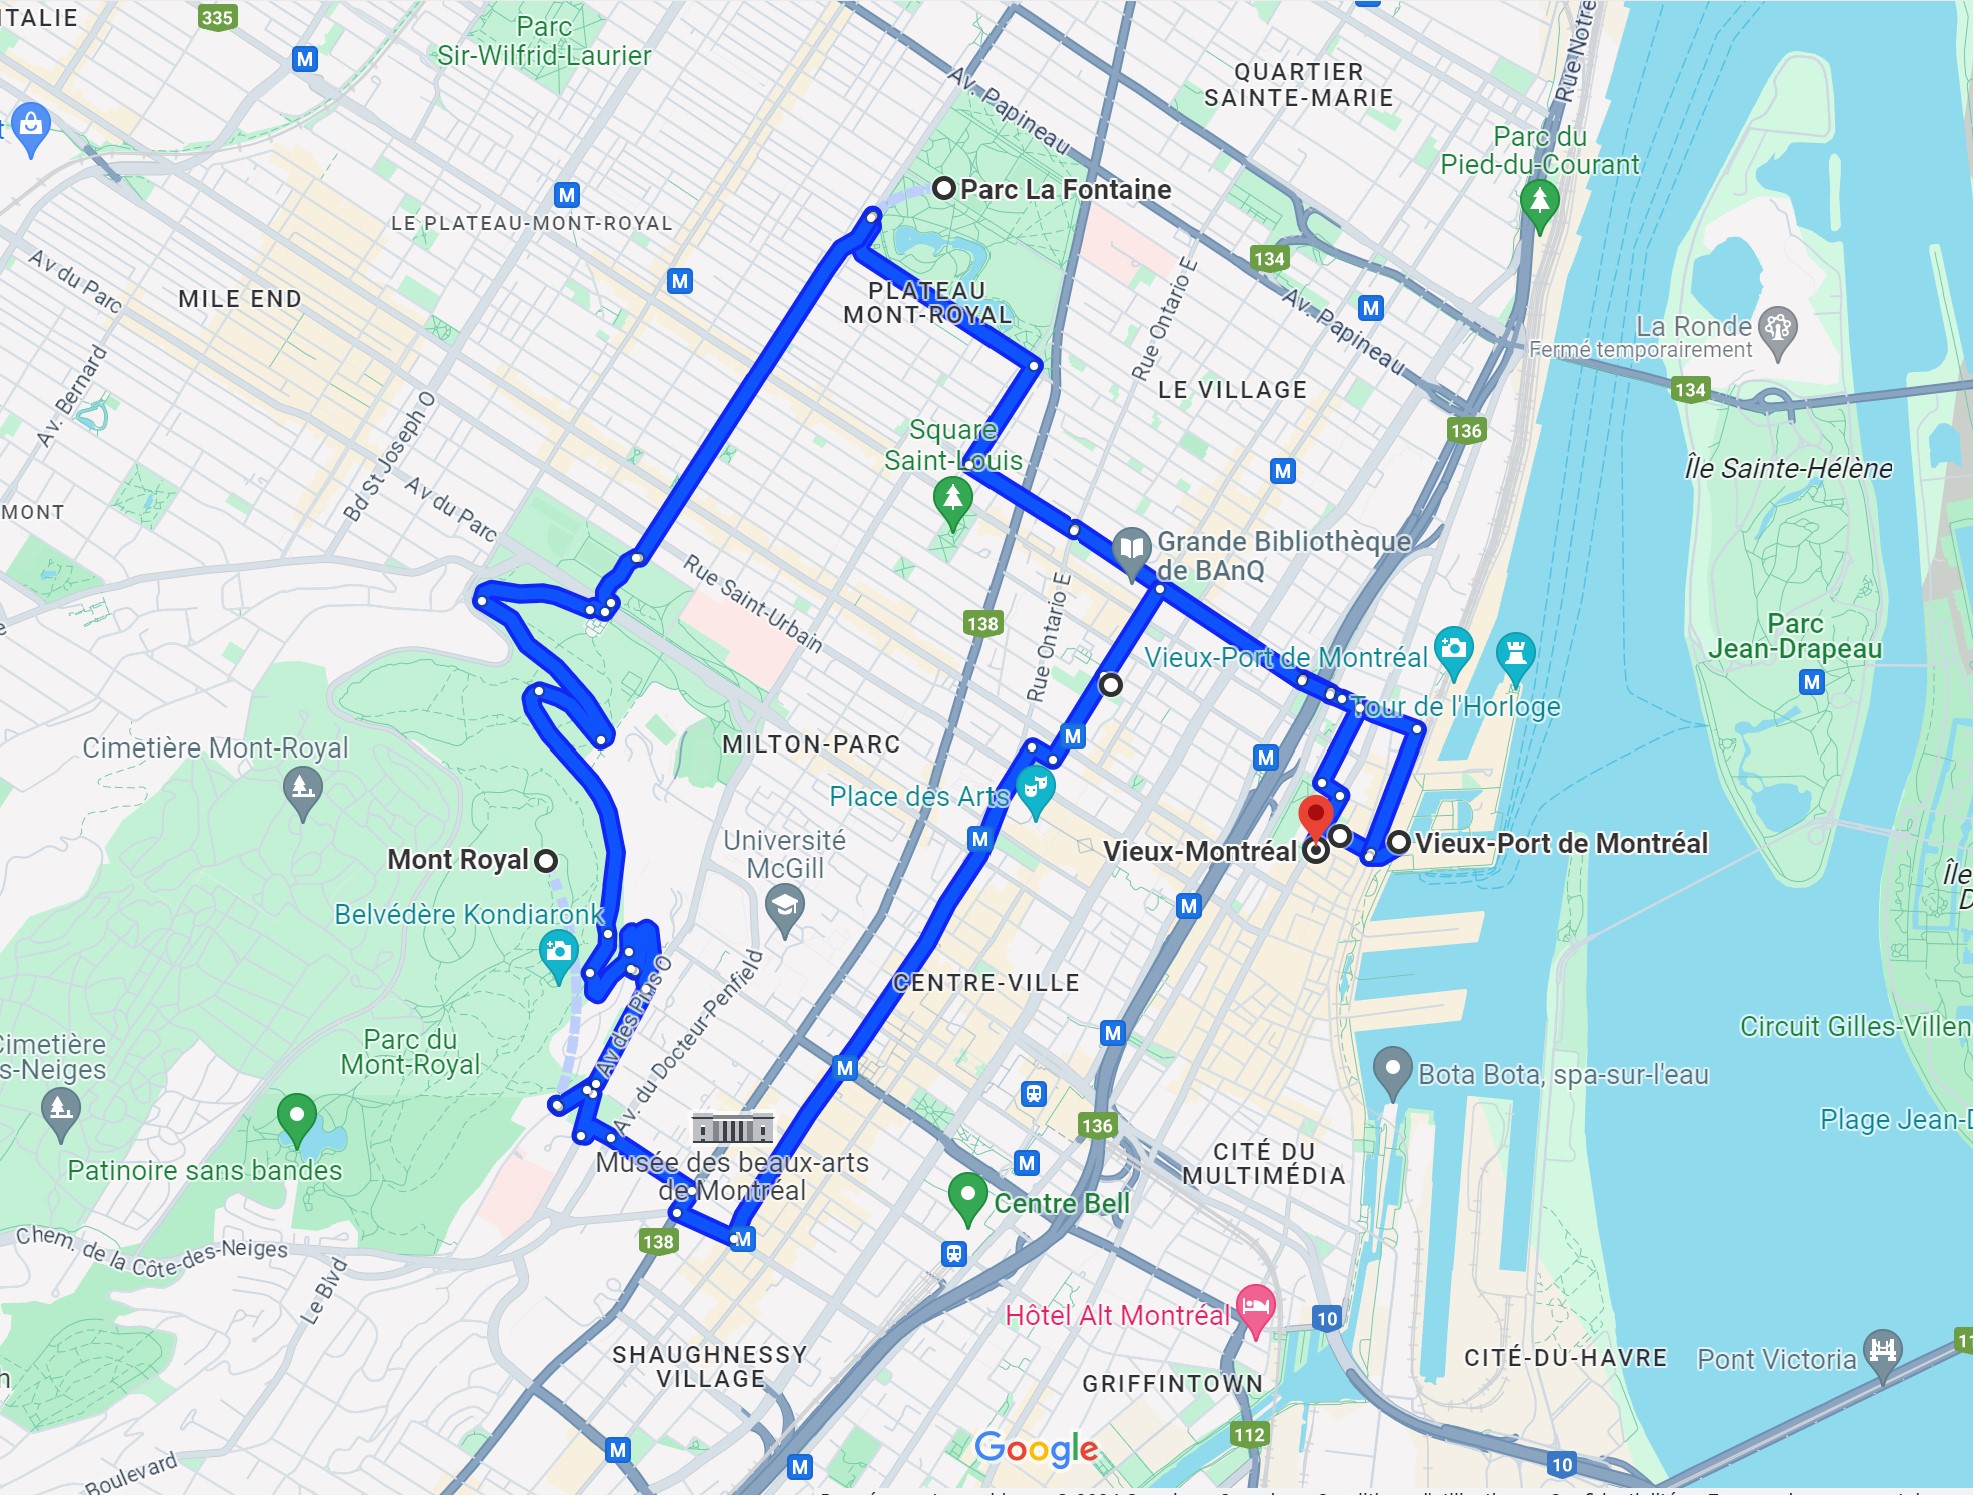 ITALIE
335
Parc
Sir-Wilfrid-Laurier
Av. Papineau
QUARTIER
SAINTE-MARIE
Rue Notre
Parc du
Pied-du-Courant
Parc La Fontaine
LE PLATEAU-MONT-ROYAL
134
Av du Parc
MILE END
PLATEAU
MONT-ROYAL
Rue Ontario E
Av. Papineau
La Ronde
Fermé temporairement
134
Av. Bernard
LE VILLAGE
136
Bd St Joseph O
Square
Saint-Louis
Île Sainte-Hélène
Av du Parc
MONT
Grande Bibliothèque
de BAnQ
Rue Saint-Urbain
138
Rue Ontario E
Parc
Jean-Drapeau
Vieux-Port de Montréal
Tour de l'Horloge
Cimetière Mont-Royal
MILTON-PARC
Place des Arts
Université
McGill
Mont Royal
Vieux-Montréal
Vieux-Port de Montréal
Île
D
Belvédère Kondiaronk
Av des Pins O
Av. du Docteur-Penfield
CENTRE-VILLE
Circuit Gilles-Villen
Cimetière
s-Neiges
Parc du
Mont-Royal
Bota Bota, spa-sur-l'eau
Plage Jean-D
136
Patinoire sans bandes
Musée des beaux-arts
de Montréal
CITÉ DU
MULTIMÉDIA
Centre Bell
138
Chem. de la Côte-des-Neiges
Le Blvd
Hôtel Alt Montréal
10
SHAUGHNESSY
VILLAGE
CITÉ-DU-HAVRE
Pont Victoria
GRIFFINTOWN
112
Google
10
Boulevard